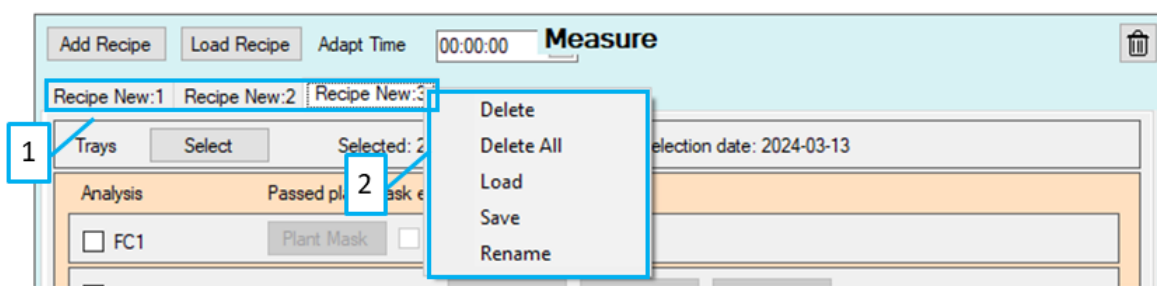 Add Recipe Load Recipe Adapt Time 00:00:00 Measure
Recipe New:1 Recipe New:2 Recipe New:3
1
Trays Select Selected: 2 election date: 2024-03-13
2
Analysis Passed
FC1 Plant Mask
Delete
Delete All
Load
Save
Rename